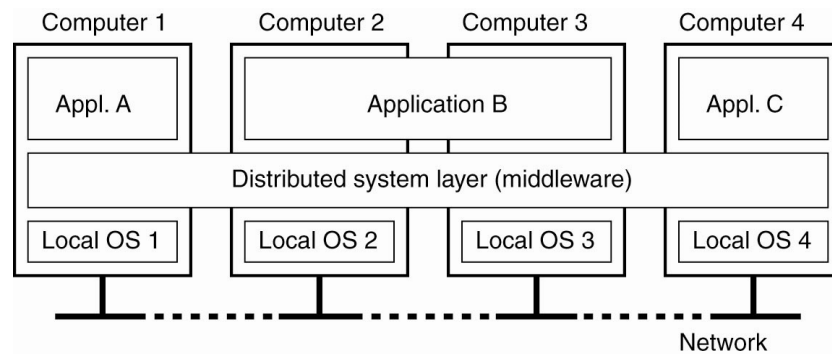 Computer 1
Computer 2
Computer 3
Computer 4
Appl. A
Application B
Appl. C
Distributed system layer (middleware)
Local OS 1
Local OS 2
Local OS 3
Local OS 4
Network